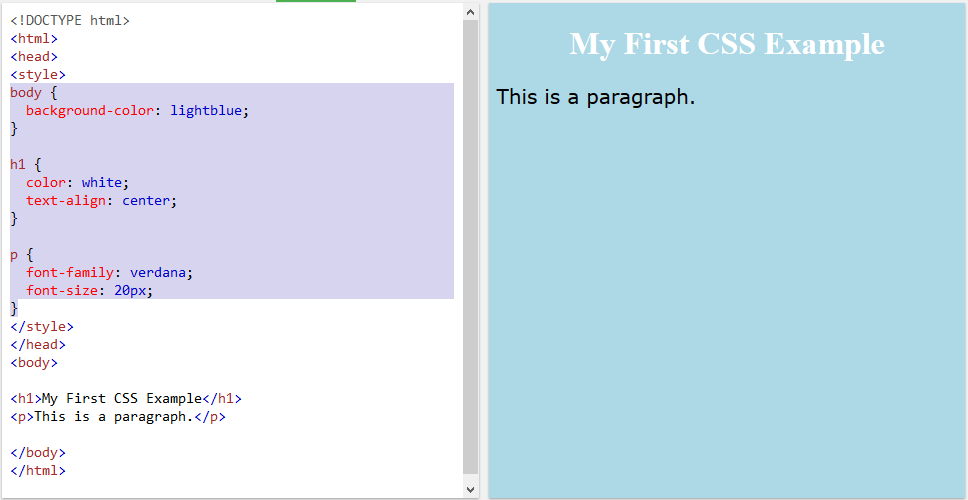 <!DOCTYPE html>
<html>
<head>
<style>
body {
  background-color: lightblue;
}

h1 {
  color: white;
  text-align: center;
}

p {
  font-family: verdana;
  font-size: 20px;
}
</style>
</head>
<body>

<h1>My First CSS Example</h1>
<p>This is a paragraph.</p>

</body>
</html>
My First CSS Example
This is a paragraph.